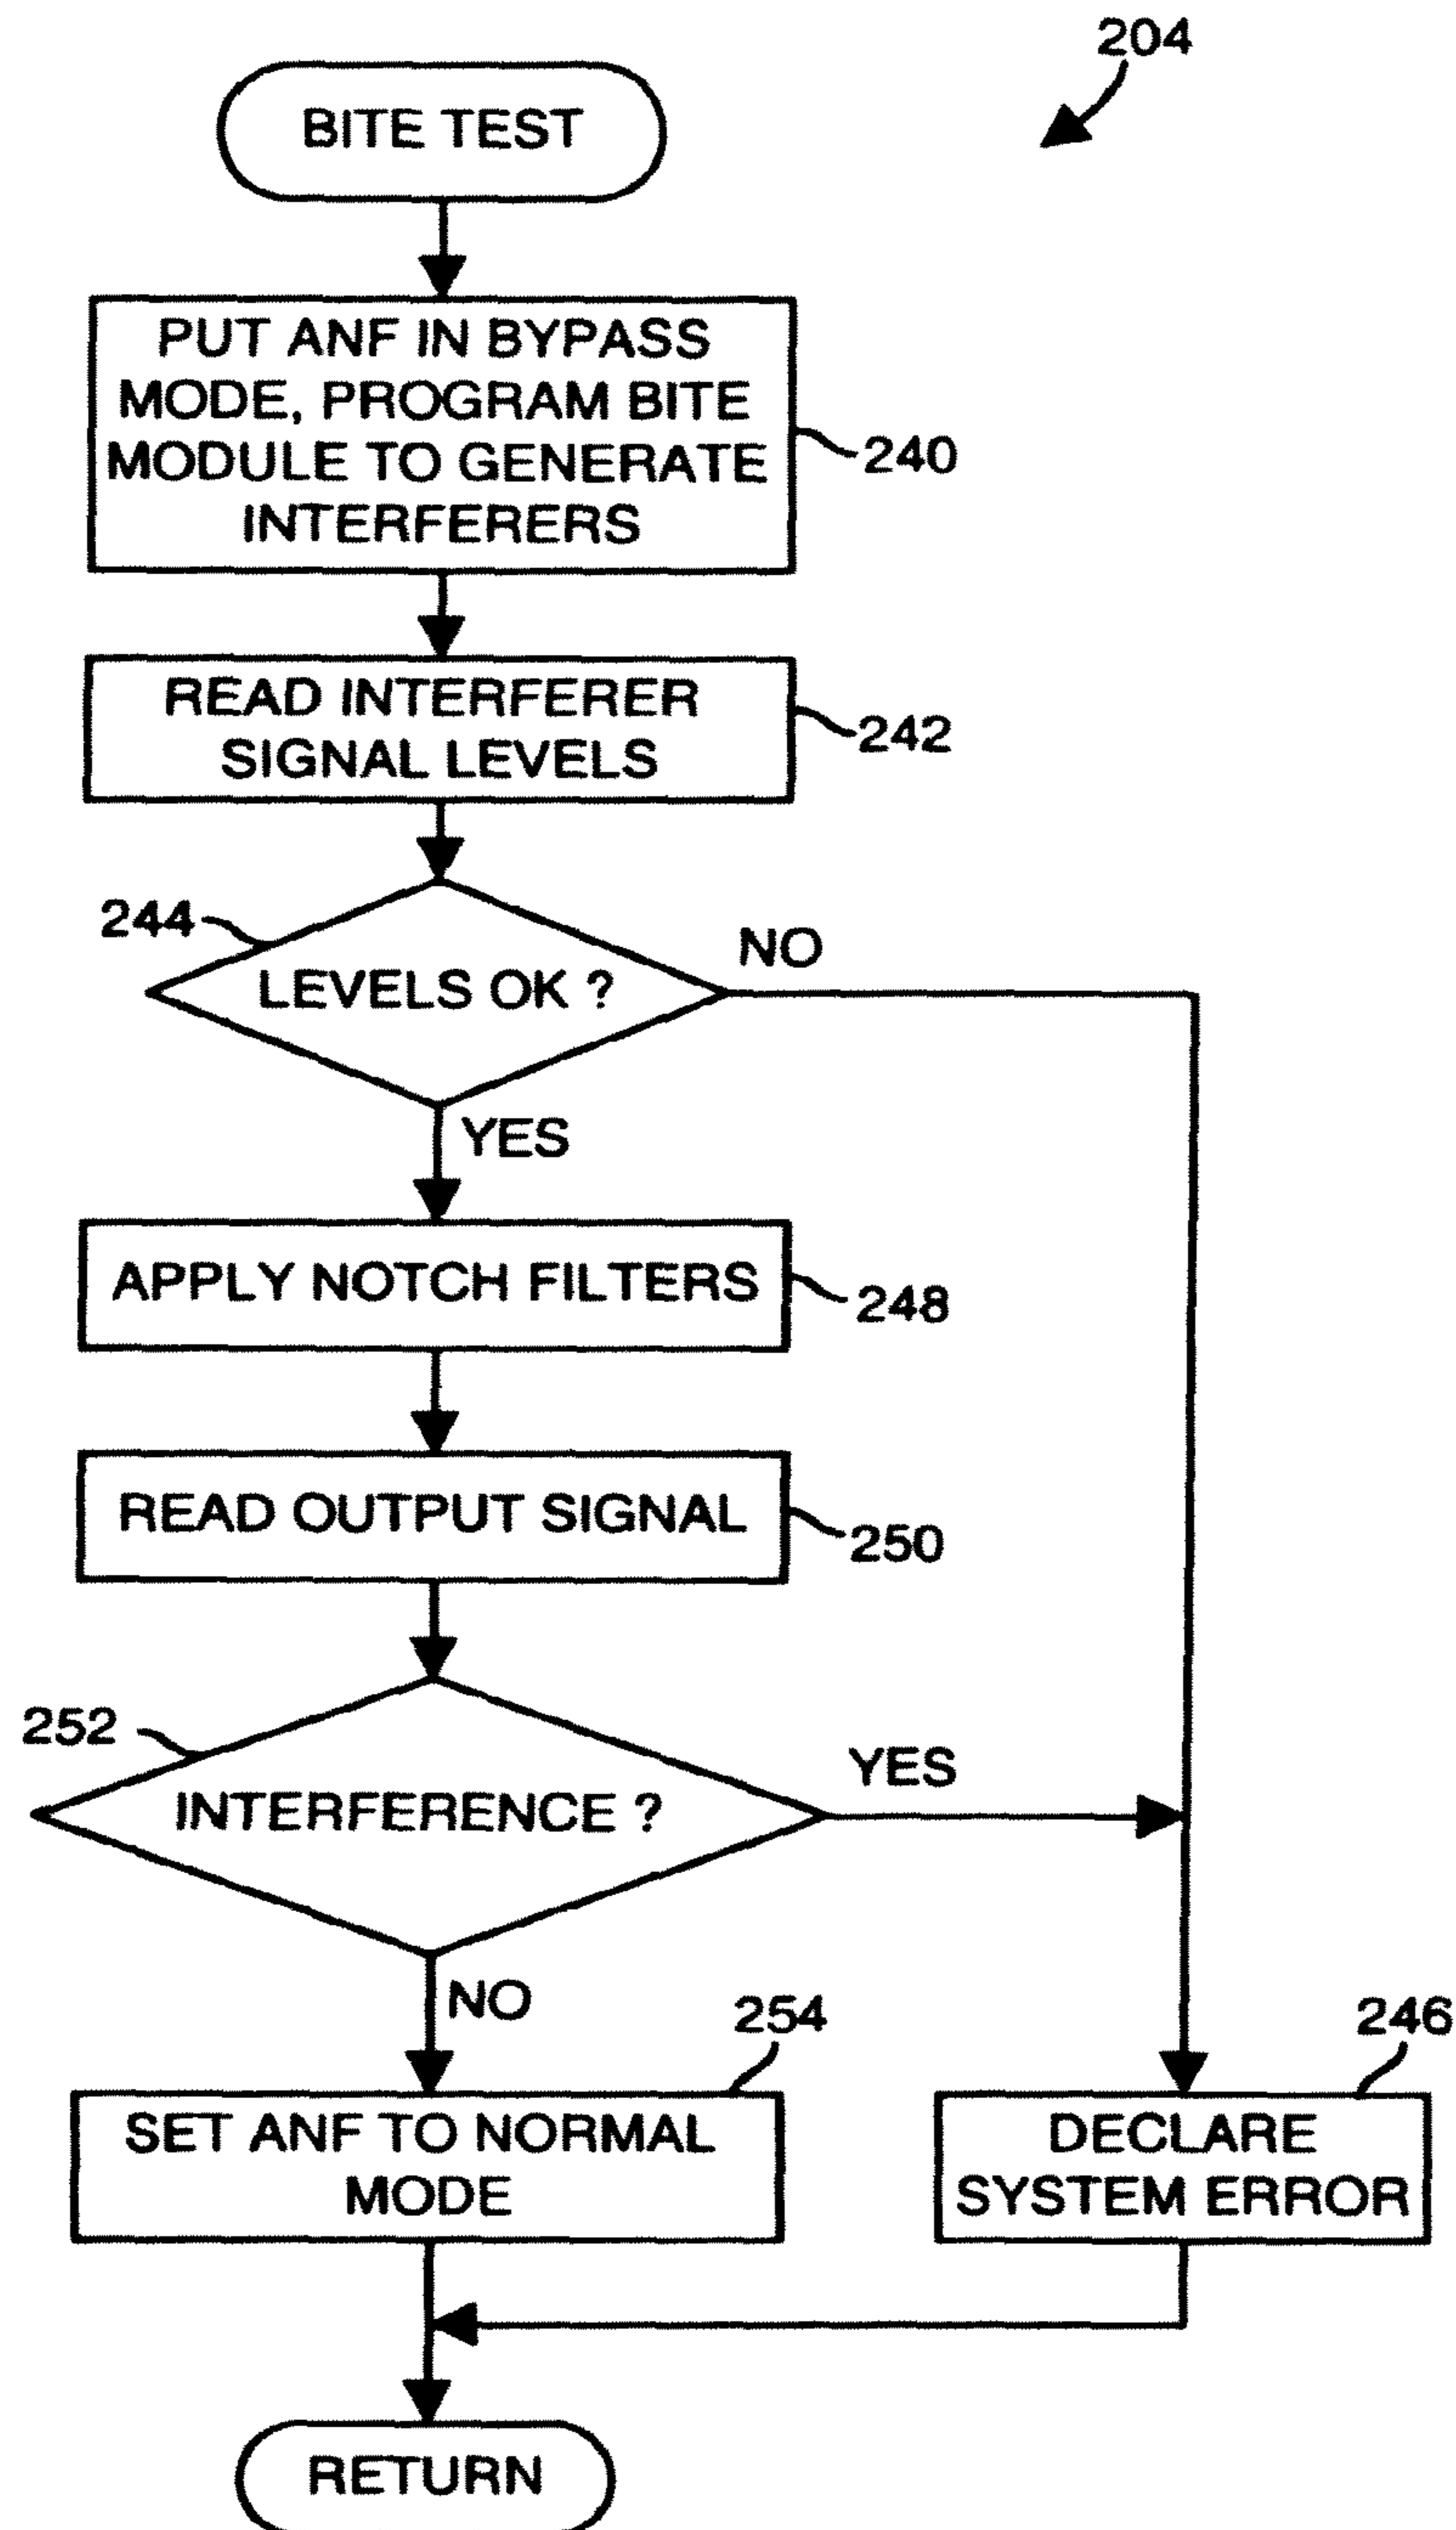 204
BITE TEST
PUT ANF IN BYPASS
MODE, PROGRAM BITE
MODULE TO GENERATE
INTERFERERS
240
READ INTERFERER
SIGNAL LEVELS
242
244
LEVELS OK ?
NO
YES
APPLY NOTCH FILTERS
248
READ OUTPUT SIGNAL
250
252
INTERFERENCE ?
YES
NO
254
246
SET ANF TO NORMAL
MODE
DECLARE
SYSTEM ERROR
RETURN